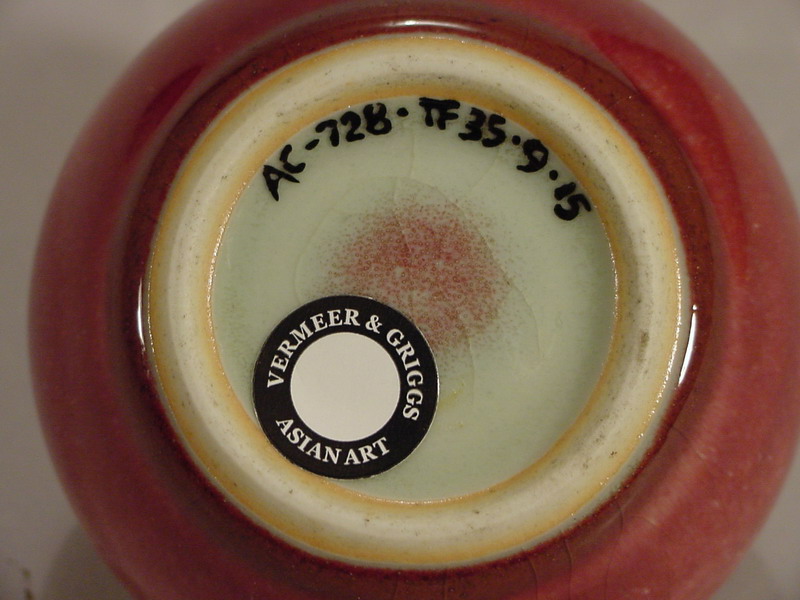 AC-728·TF35·9·15
VERMEER & GRIGGS
ASIAN ART